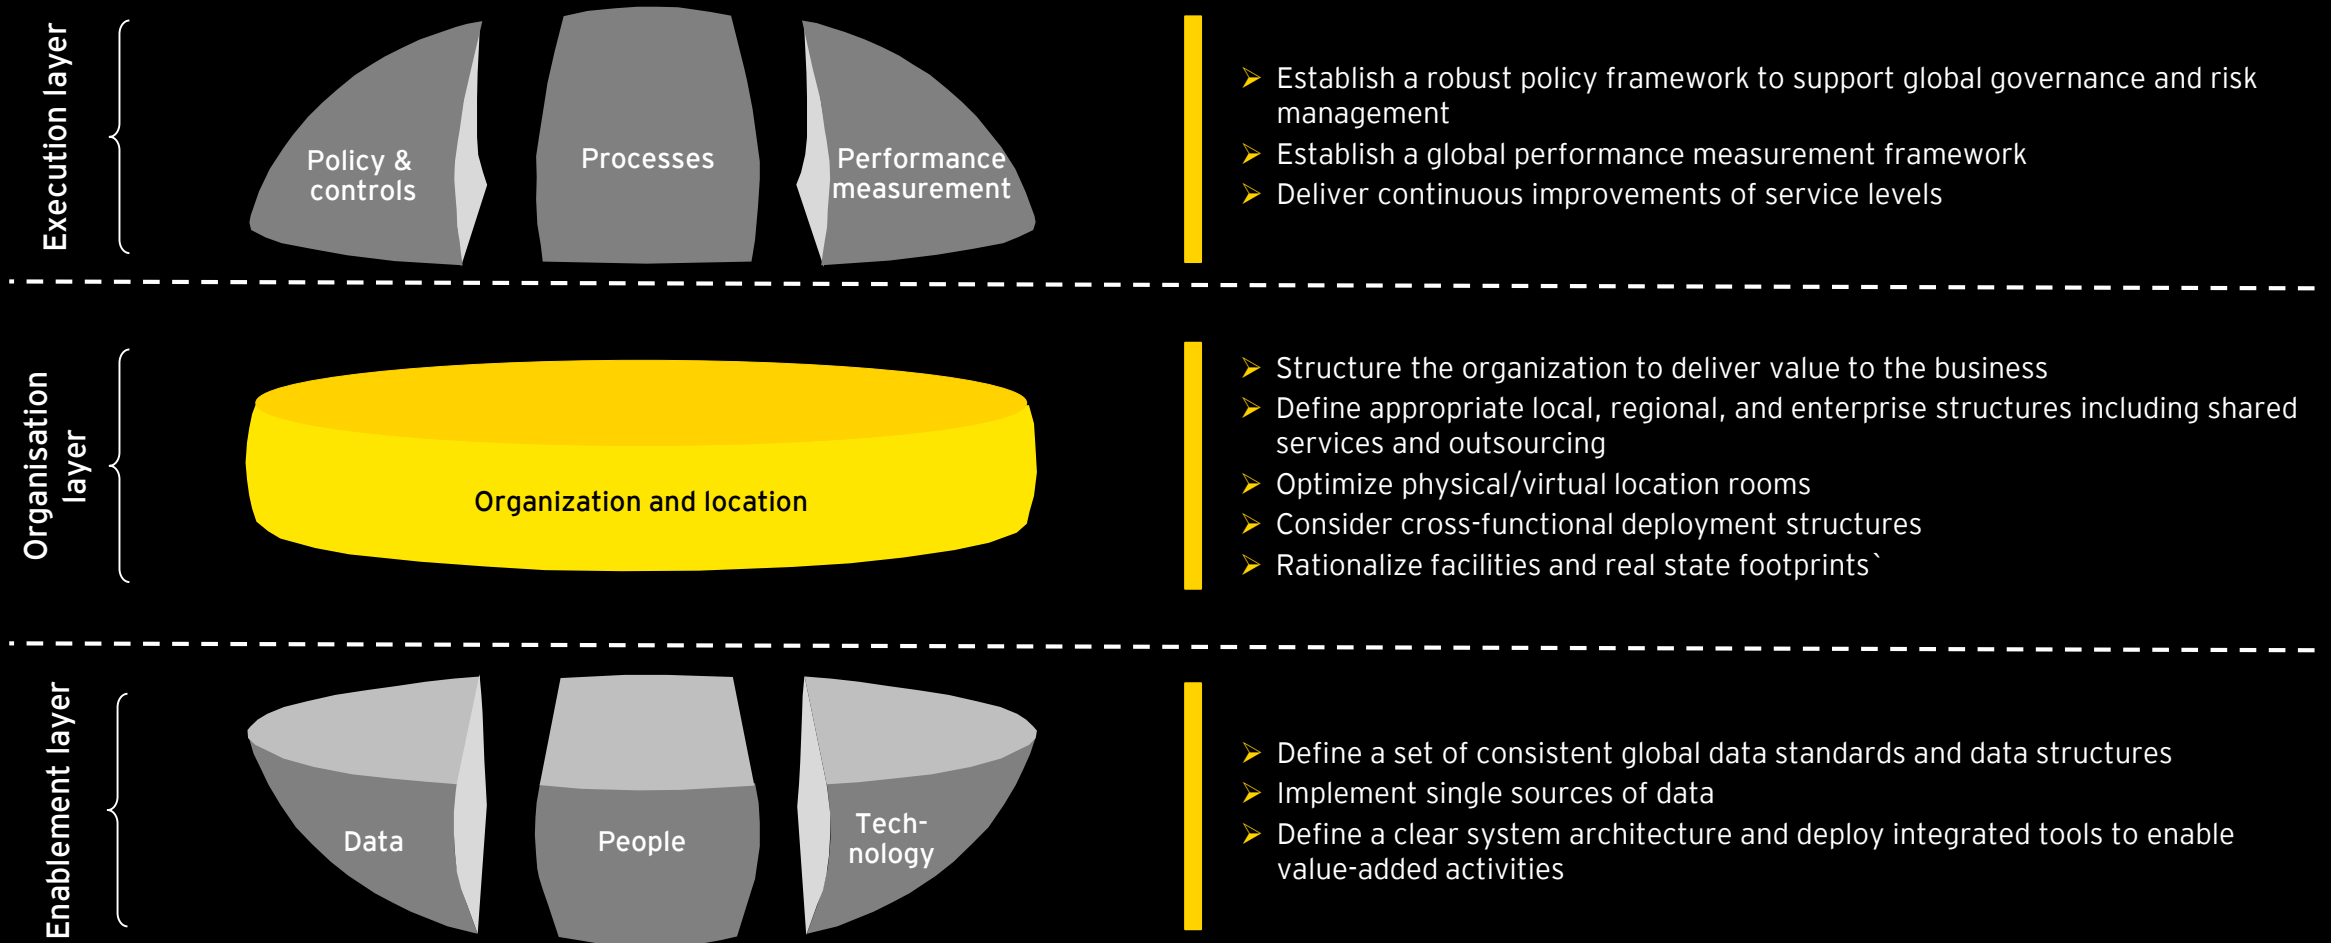 Execution layer
Policy &
controls
Processes
Performance
measurement
➢ Establish a robust policy framework to support global governance and risk
management
➢ Establish a global performance measurement framework
➢ Deliver continuous improvements of service levels
Organisation
layer
Organization and location
➢ Structure the organization to deliver value to the business
➢ Define appropriate local, regional, and enterprise structures including shared
services and outsourcing
➢ Optimize physical/virtual location rooms
➢ Consider cross-functional deployment structures
➢ Rationalize facilities and real state footprints`
Enablement layer
Data
People
Tech-
nology
➢ Define a set of consistent global data standards and data structures
➢ Implement single sources of data
➢ Define a clear system architecture and deploy integrated tools to enable
value-added activities